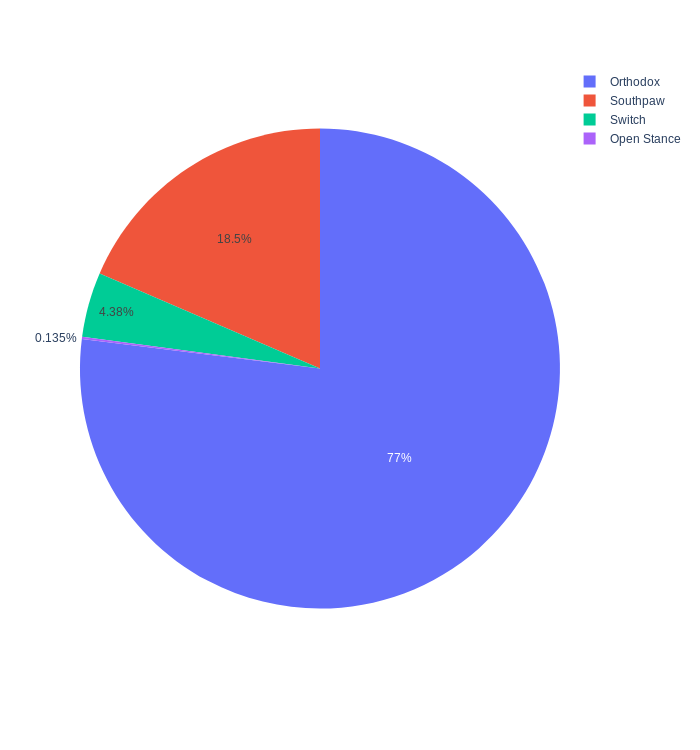 Orthodox
Southpaw
Switch
Open Stance
18.5%
4.38%
0.135%
77%